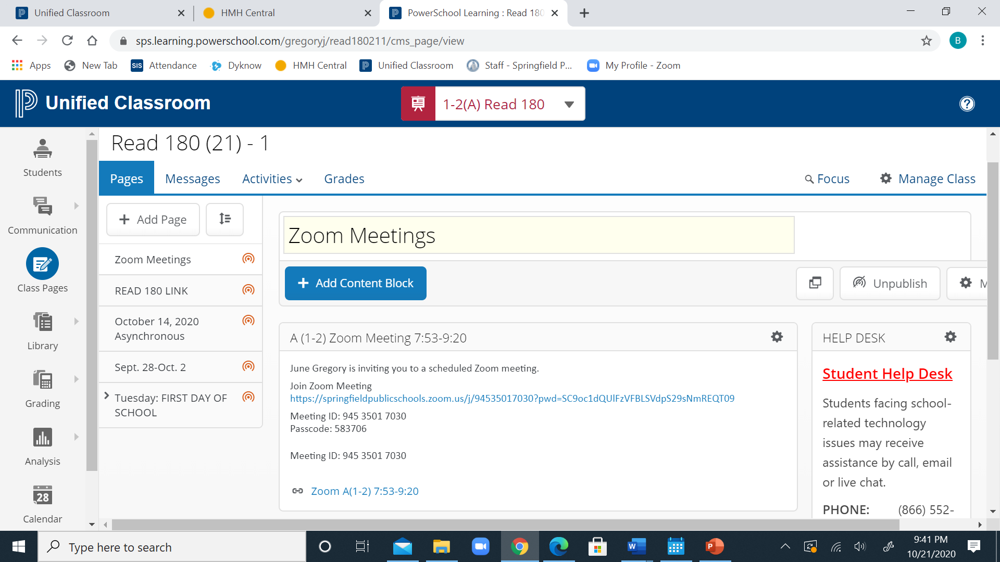 Unified Classroom
HMH Central
PowerSchool Learning : Read 180
sps.learning.powerschool.com/gregoryj/read180211/cms_page/view
B
Apps
New Tab
SIS Attendance
Dyknow
HMH Central
Unified Classroom
Staff - Springfield P...
My Profile - Zoom
Unified Classroom
1-2(A) Read 180
?
Students
Communication
Class Pages
Library
Grading
Analysis
28
Calendar
Read 180 (21) - 1
Pages
Messages
Activities
Grades
Focus
Manage Class
+ Add Page
Zoom Meetings
READ 180 LINK
October 14, 2020
Asynchronous
Sept. 28-Oct. 2
Tuesday: FIRST DAY OF
SCHOOL
Zoom Meetings
+ Add Content Block
Unpublish
M
A (1-2) Zoom Meeting 7:53-9:20
June Gregory is inviting you to a scheduled Zoom meeting.
Join Zoom Meeting
https://springfieldpublicschools.zoom.us/j/94535017030?pwd=SC9oc1dQUlFzVFBLSVdpS29sNmREQT09
Meeting ID: 945 3501 7030
Passcode: 583706
Meeting ID: 945 3501 7030
Zoom A(1-2) 7:53-9:20
HELP DESK
Student Help Desk
Students facing school-
related technology
issues may receive
assistance by call, email
or live chat.
PHONE: (866) 552-
Type here to search
W
P
9:41 PM
10/21/2020